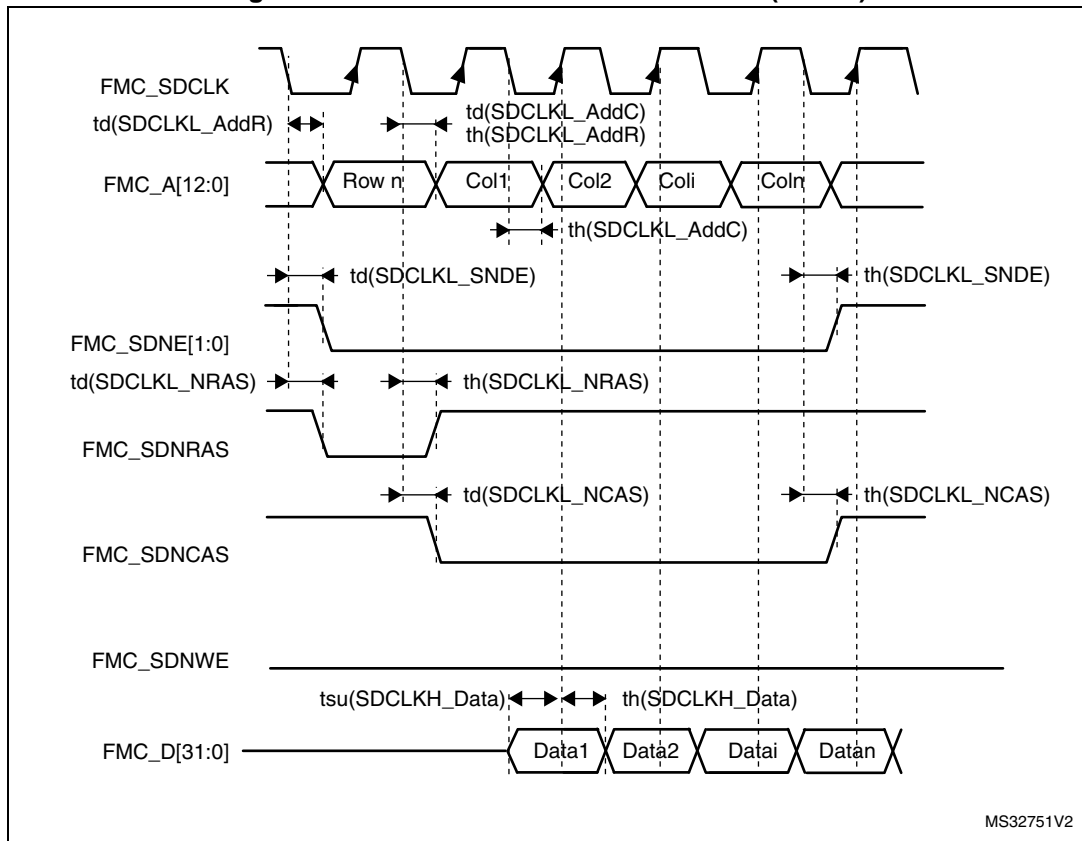 FMC_SDCLK
td(SDCLKL_AddR)
td(SDCLKL_AddC)
th(SDCLKL_AddR)
FMC_A[12:0]
Row n
Col1
Col2
Coli
Coln
th(SDCLKL_AddC)
td(SDCLKL_SNDE)
th(SDCLKL_SNDE)
FMC_SDNE[1:0]
td(SDCLKL_NRAS)
th(SDCLKL_NRAS)
FMC_SDNRAS
td(SDCLKL_NCAS)
th(SDCLKL_NCAS)
FMC_SDNCAS
FMC_SDNWE
tsu(SDCLKH_Data)
th(SDCLKH_Data)
FMC_D[31:0]
Data1
Data2
Datai
Datan
MS32751V2